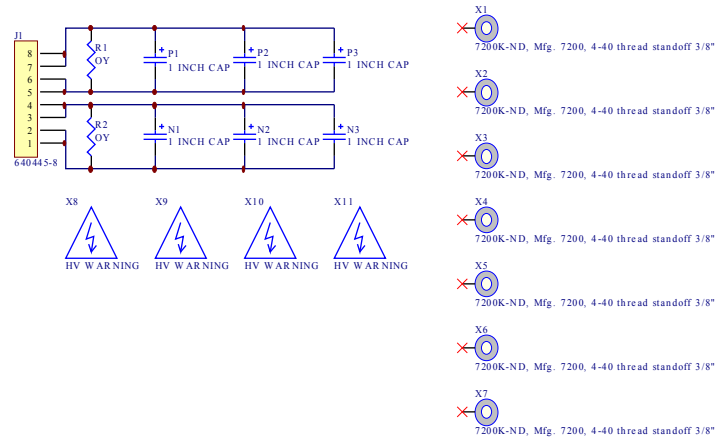 J1
8
7
6
5
4
3
2
1
640445-8
R1
OY
P1
1 INCH CAP
P2
1 INCH CAP
P3
1 INCH CAP
R2
OY
N1
1 INCH CAP
N2
1 INCH CAP
N3
1 INCH CAP
X8
HV WARNING
X9
HV WARNING
X10
HV WARNING
X11
HV WARNING
X1
7200K-ND, Mfg. 7200, 4-40 thread standoff 3/8"
X2
7200K-ND, Mfg. 7200, 4-40 thread standoff 3/8"
X3
7200K-ND, Mfg. 7200, 4-40 thread standoff 3/8"
X4
7200K-ND, Mfg. 7200, 4-40 thread standoff 3/8"
X5
7200K-ND, Mfg. 7200, 4-40 thread standoff 3/8"
X6
7200K-ND, Mfg. 7200, 4-40 thread standoff 3/8"
X7
7200K-ND, Mfg. 7200, 4-40 thread standoff 3/8"